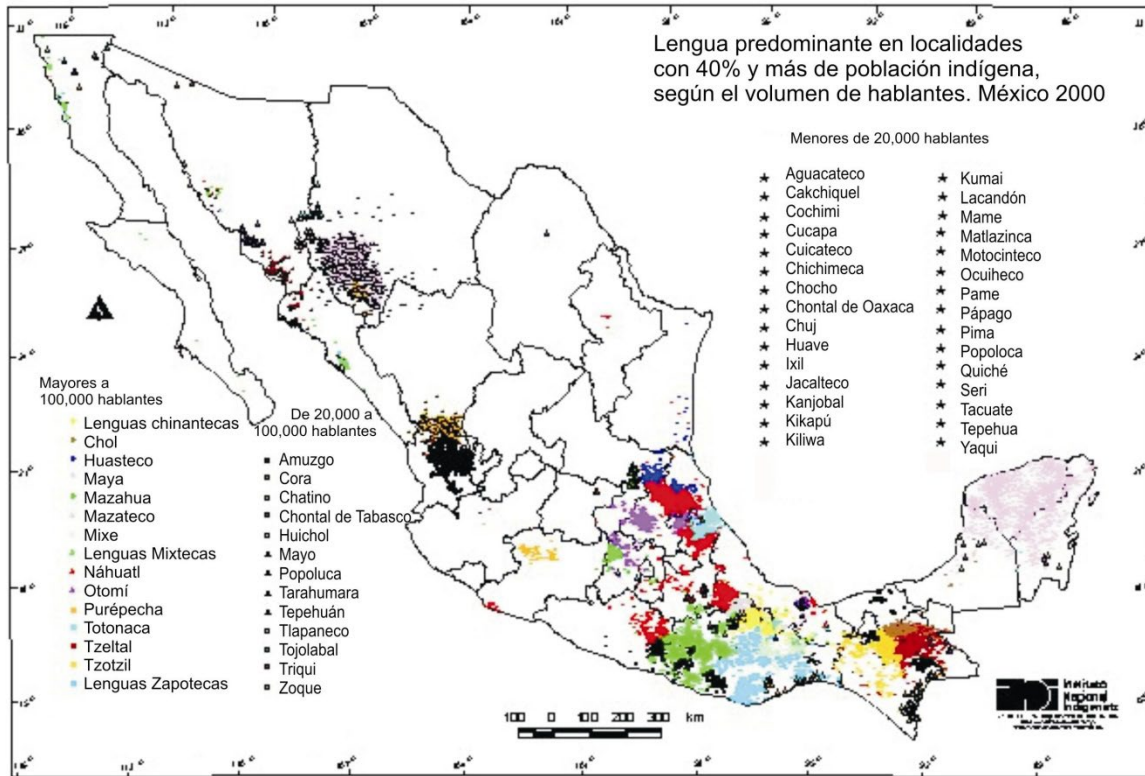 Lengua predominante en localidades
con 40% y más de población indígena,
según el volumen de hablantes. México 2000
Menores de 20,000 hablantes
Aguacateco
Cakchiquel
Cochimi
Cucapa
Cuicateco
Chichimeca
Chocho
Chontal de Oaxaca
Chuj
Huave
Ixil
Jacalteco
Kanjobal
Kikapú
Kiliwa
Kumai
Lacandón
Mame
Matlazinca
Motocinteco
Ocuiheco
Pame
Pápago
Pima
Popoloca
Quiché
Seri
Tacuate
Tepehua
Yaqui
Mayores a
100,000 hablantes
Lenguas chinantecas
Chol
Huasteco
Maya
Mazahua
Mazateco
Mixe
Lenguas Mixtecas
Náhuatl
Otomí
Purépecha
Totonaca
Tzeltal
Tzotzil
Lenguas Zapotecas
De 20,000 a
100,000 hablantes
Amuzgo
Cora
Chatino
Chontal de Tabasco
Huichol
Mayo
Popoluca
Tarahumara
Tepehuán
Tlapaneco
Tojolabal
Triqui
Zoque
100 0 100 200 300 km
Instituto
Nacional
Indigenista